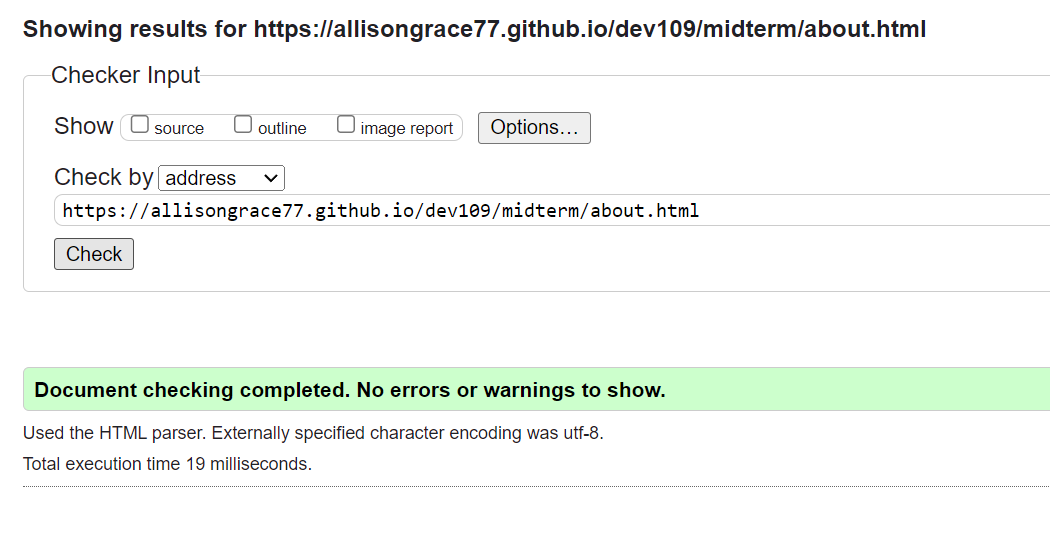 Showing results for https://allisongrace77.github.io/dev109/midterm/about.html
Checker Input
Show source outline image report Options...
Check by address
https://allisongrace77.github.io/dev109/midterm/about.html
Check
Document checking completed. No errors or warnings to show.
Used the HTML parser. Externally specified character encoding was utf-8.
Total execution time 19 milliseconds.